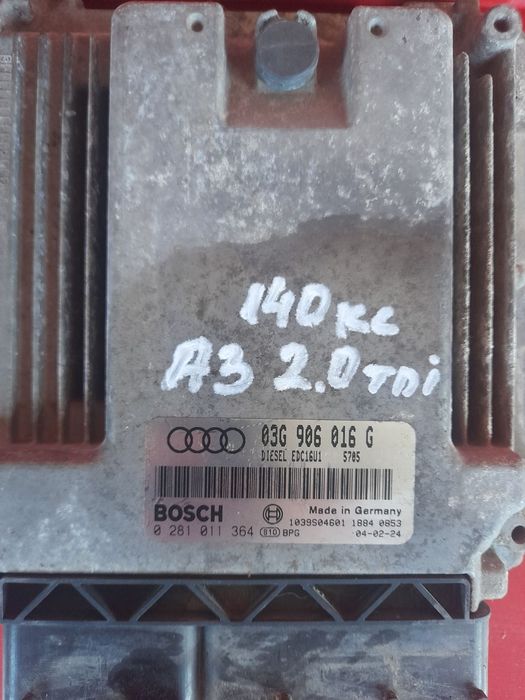 140кс
A3 2.0TDi
03G 906 016 G
DIESEL EDC16U1 5705
BOSCH
Made in Germany
1039S04601 1884 0853
0 281 011 364 810 BPG 04-02-24